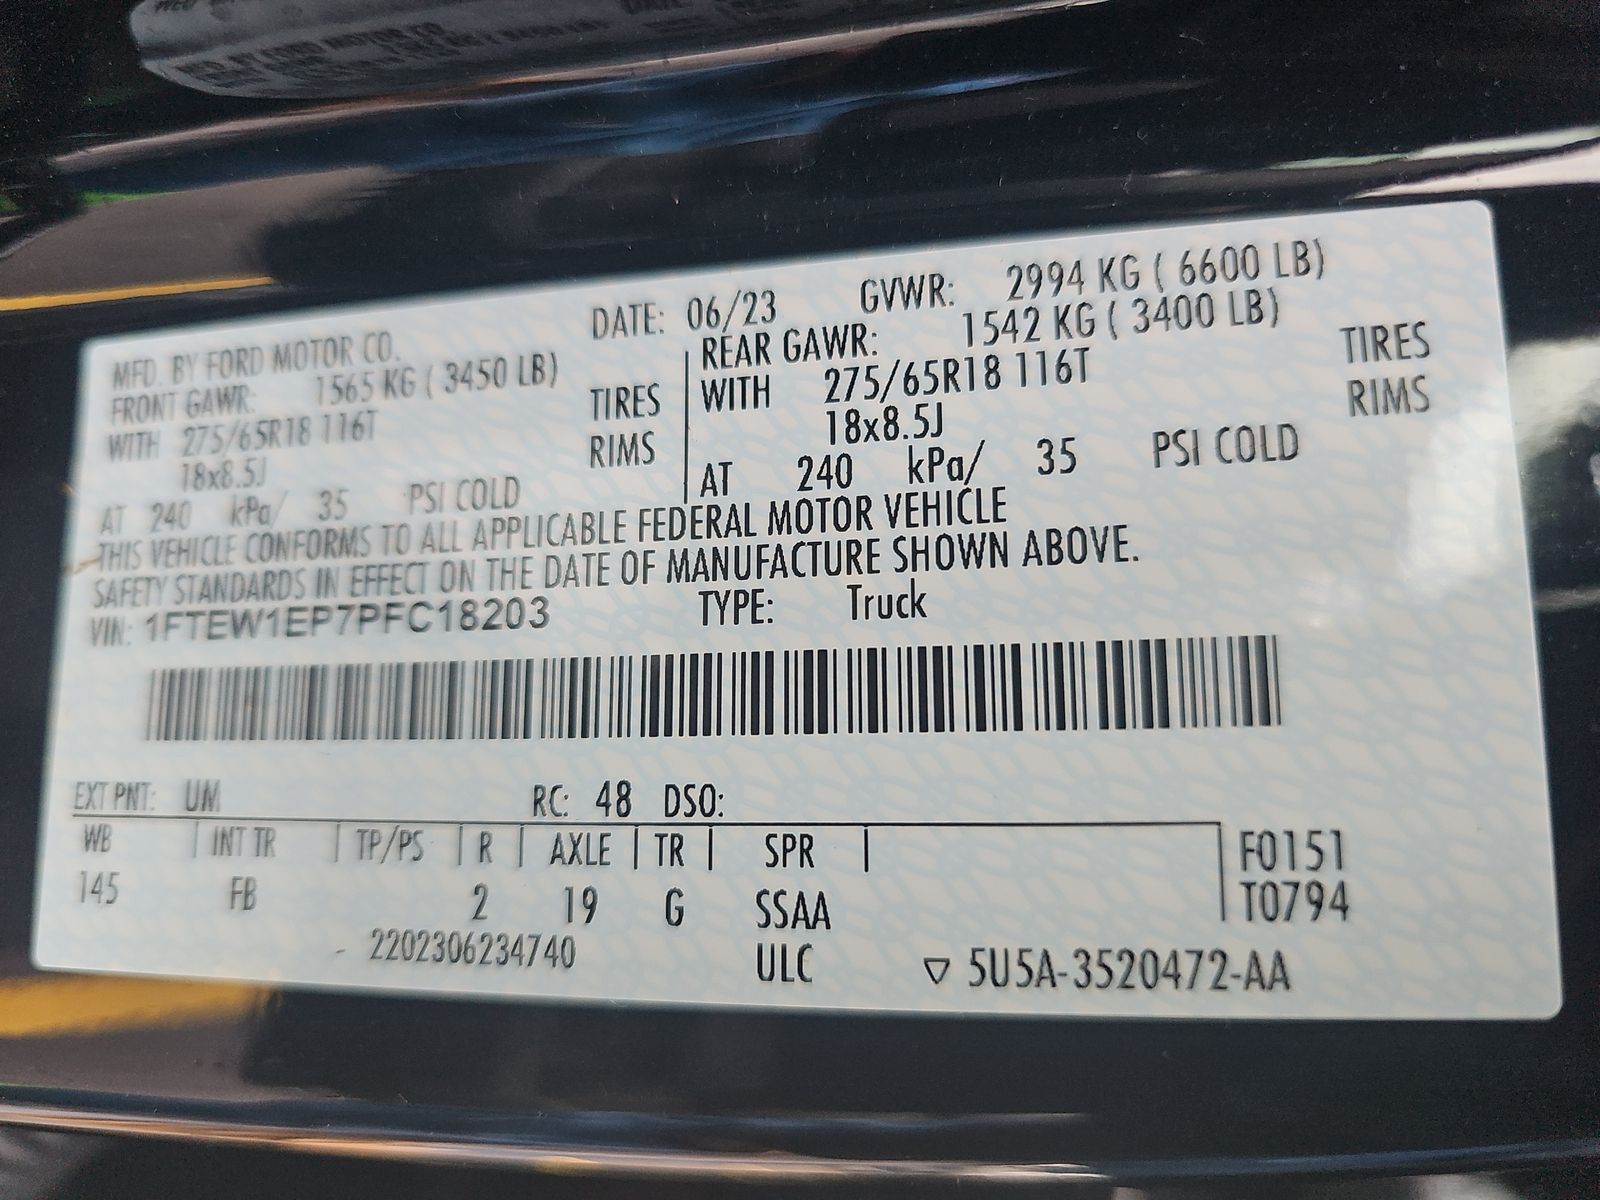 MFD. BY FORD MOTOR CO.
DATE: 06/23 GVWR: 2994 KG ( 6600 LB)
FRONT GAWR: 1565 KG ( 3450 LB)
WITH 275/65R18 116T TIRES
18x8.5J RIMS
AT 240 kPa/ 35 PSI COLD
REAR GAWR: 1542 KG ( 3400 LB)
WITH 275/65R18 116T TIRES
18x8.5J RIMS
AT 240 kPa/ 35 PSI COLD
THIS VEHICLE CONFORMS TO ALL APPLICABLE FEDERAL MOTOR VEHICLE
SAFETY STANDARDS IN EFFECT ON THE DATE OF MANUFACTURE SHOWN ABOVE.
VIN: 1FTEW1EP7PFC18203 TYPE: Truck
EXT PNT: UM RC: 48 DSO:
WB INT TR TP/PS R AXLE TR SPR F0151
145 FB 2 19 G SSAA T0794
2202306234740 ULC ▽ 5U5A-3520472-AA